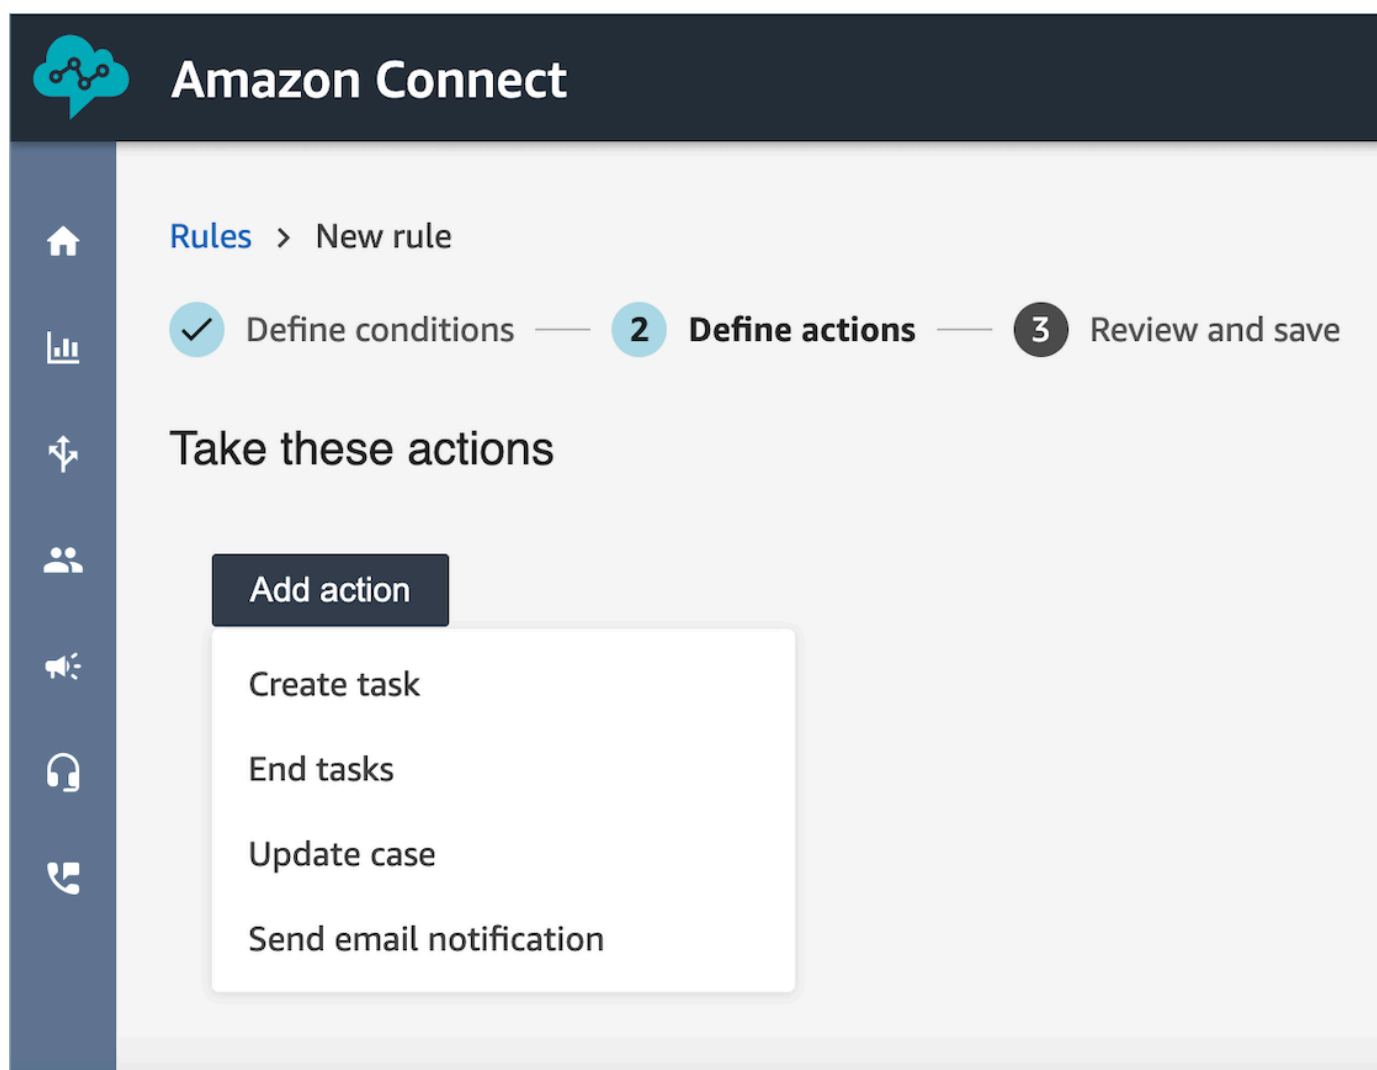 Amazon Connect
Rules > New rule
Define conditions 2 Define actions 3 Review and save
Take these actions
Add action
Create task
End tasks
Update case
Send email notification